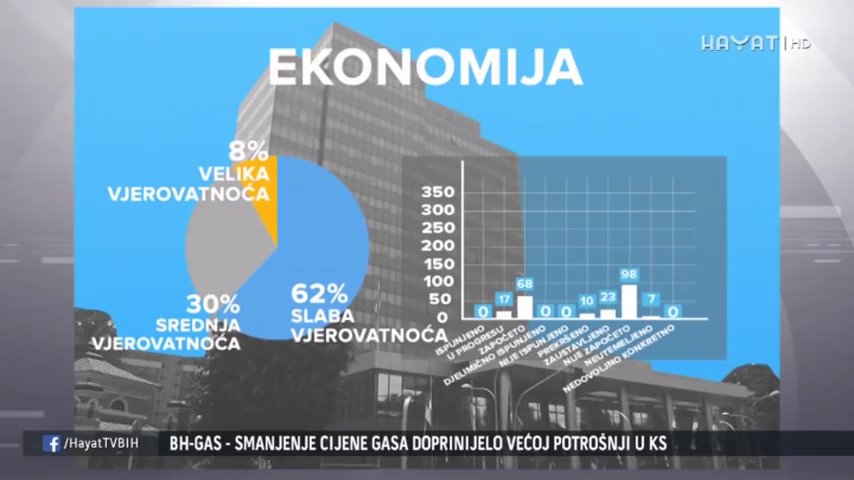 HAYAT|HD
EKONOMIJA
8%
VELIKA
VJEROVATNOĆA
30%
SREDNJA
VJEROVATNOĆA
62%
SLABA
VJEROVATNOĆA
350
300
250
200
150
100
50
0
0
17
68
0
0
10
23
98
7
0
ISPUNJENO
U PROGRESU
ZAPOČETO
DJELIMIČNO ISPUNJENO
NIJE ISPUNJENO
PREKRŠENO
ZAUSTAVLJENO
NIJE ZAPOČETO
NEUTEMELJENO
NEDOVOLJNO KONKRETNO
/HayatTVBIH
BH-GAS - SMANJENJE CIJENE GASA DOPRINIJELO VEĆOJ POTROŠNJI U KS